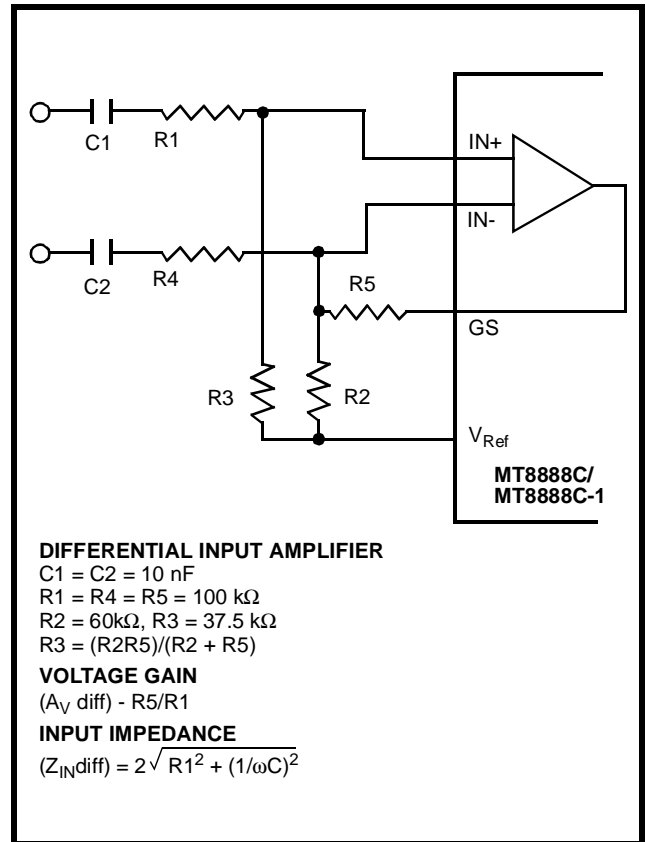 C1
R1
IN+
IN-
C2
R4
R5
GS
R3
R2
VRef
MT8888C/
MT8888C-1
DIFFERENTIAL INPUT AMPLIFIER
C1 = C2 = 10 nF
R1 = R4 = R5 = 100 kΩ
R2 = 60kΩ, R3 = 37.5 kΩ
R3 = (R2R5)/(R2 + R5)
VOLTAGE GAIN
(AV diff) - R5/R1
INPUT IMPEDANCE
(ZINdiff) = 2√ R1² + (1/ωC)²